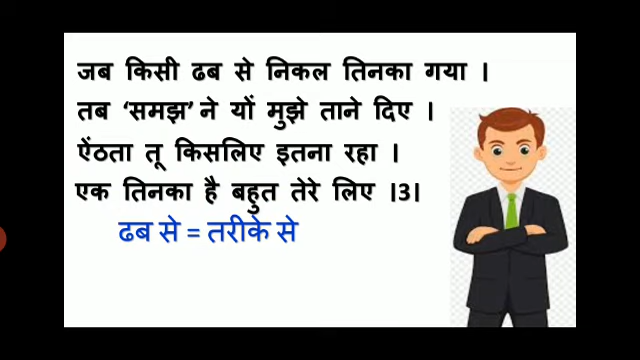 जब किसी ढब से निकल तिनका गया ।
तब ‘समझ’ ने यों मुझे ताने दिए ।
ऐंठता तू किसलिए इतना रहा ।
एक तिनका है बहुत तेरे लिए ।3।
ढब से = तरीके से